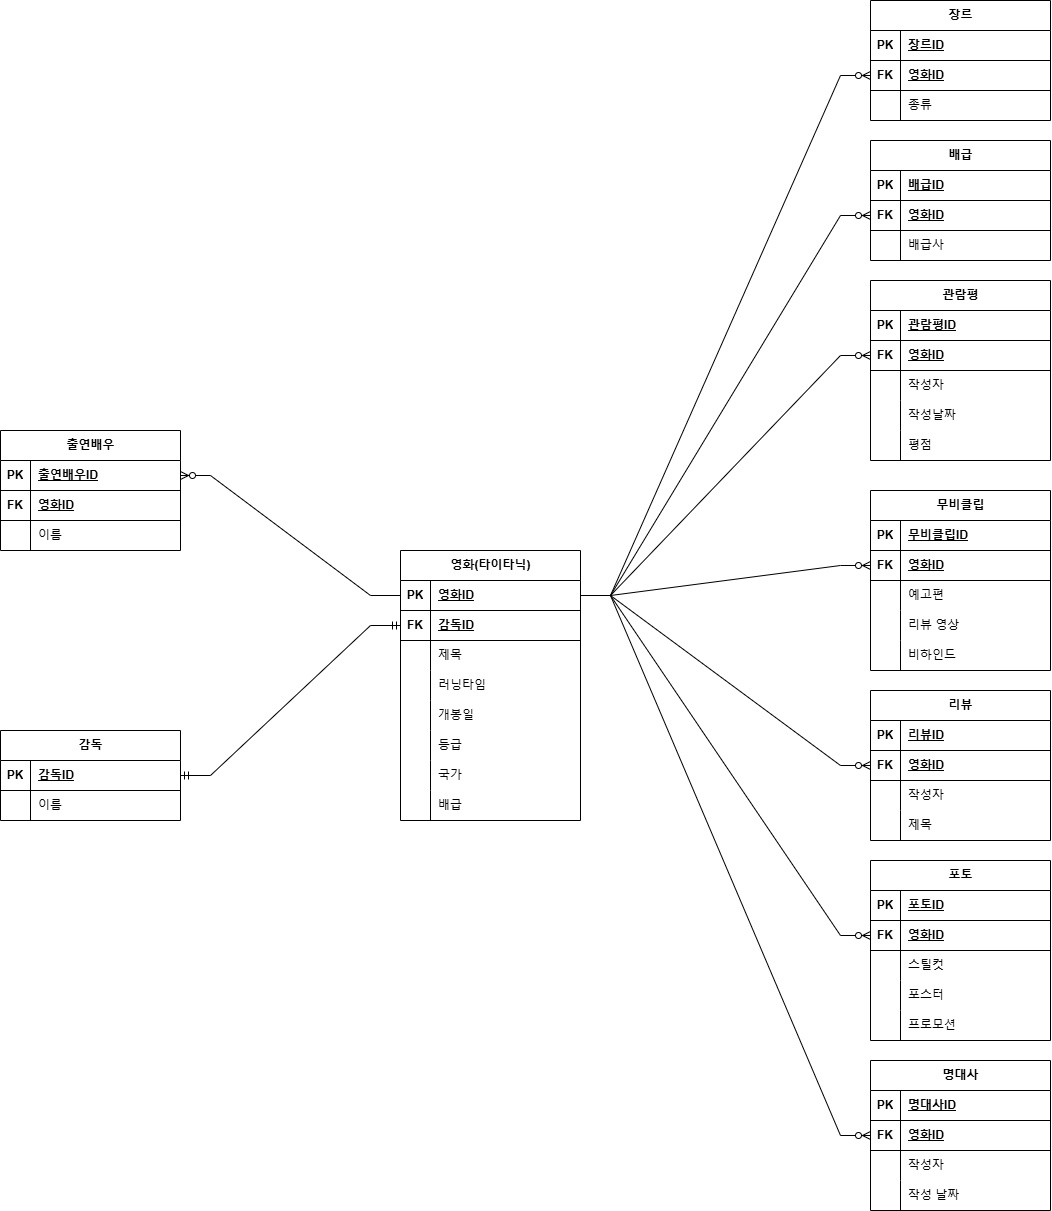 장르
PK 장르ID
FK 영화ID
종류
배급
PK 배급ID
FK 영화ID
배급사
관람평
PK 관람평ID
FK 영화ID
작성자
작성날짜
평점
출연배우
PK 출연배우ID
FK 영화ID
이름
감독
PK 감독ID
이름
영화(타이타닉)
PK 영화ID
FK 감독ID
제목
러닝타임
개봉일
등급
국가
배급
무비클립
PK 무비클립ID
FK 영화ID
예고편
리뷰 영상
비하인드
리뷰
PK 리뷰ID
FK 영화ID
작성자
제목
포토
PK 포토ID
FK 영화ID
스틸컷
포스터
프로모션
명대사
PK 명대사ID
FK 영화ID
작성자
작성 날짜